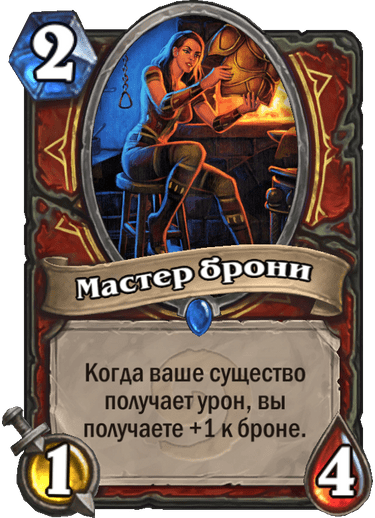 2
Мастер брони
Когда ваше существо
получает урон, вы
получаете +1 к броне.
1
4